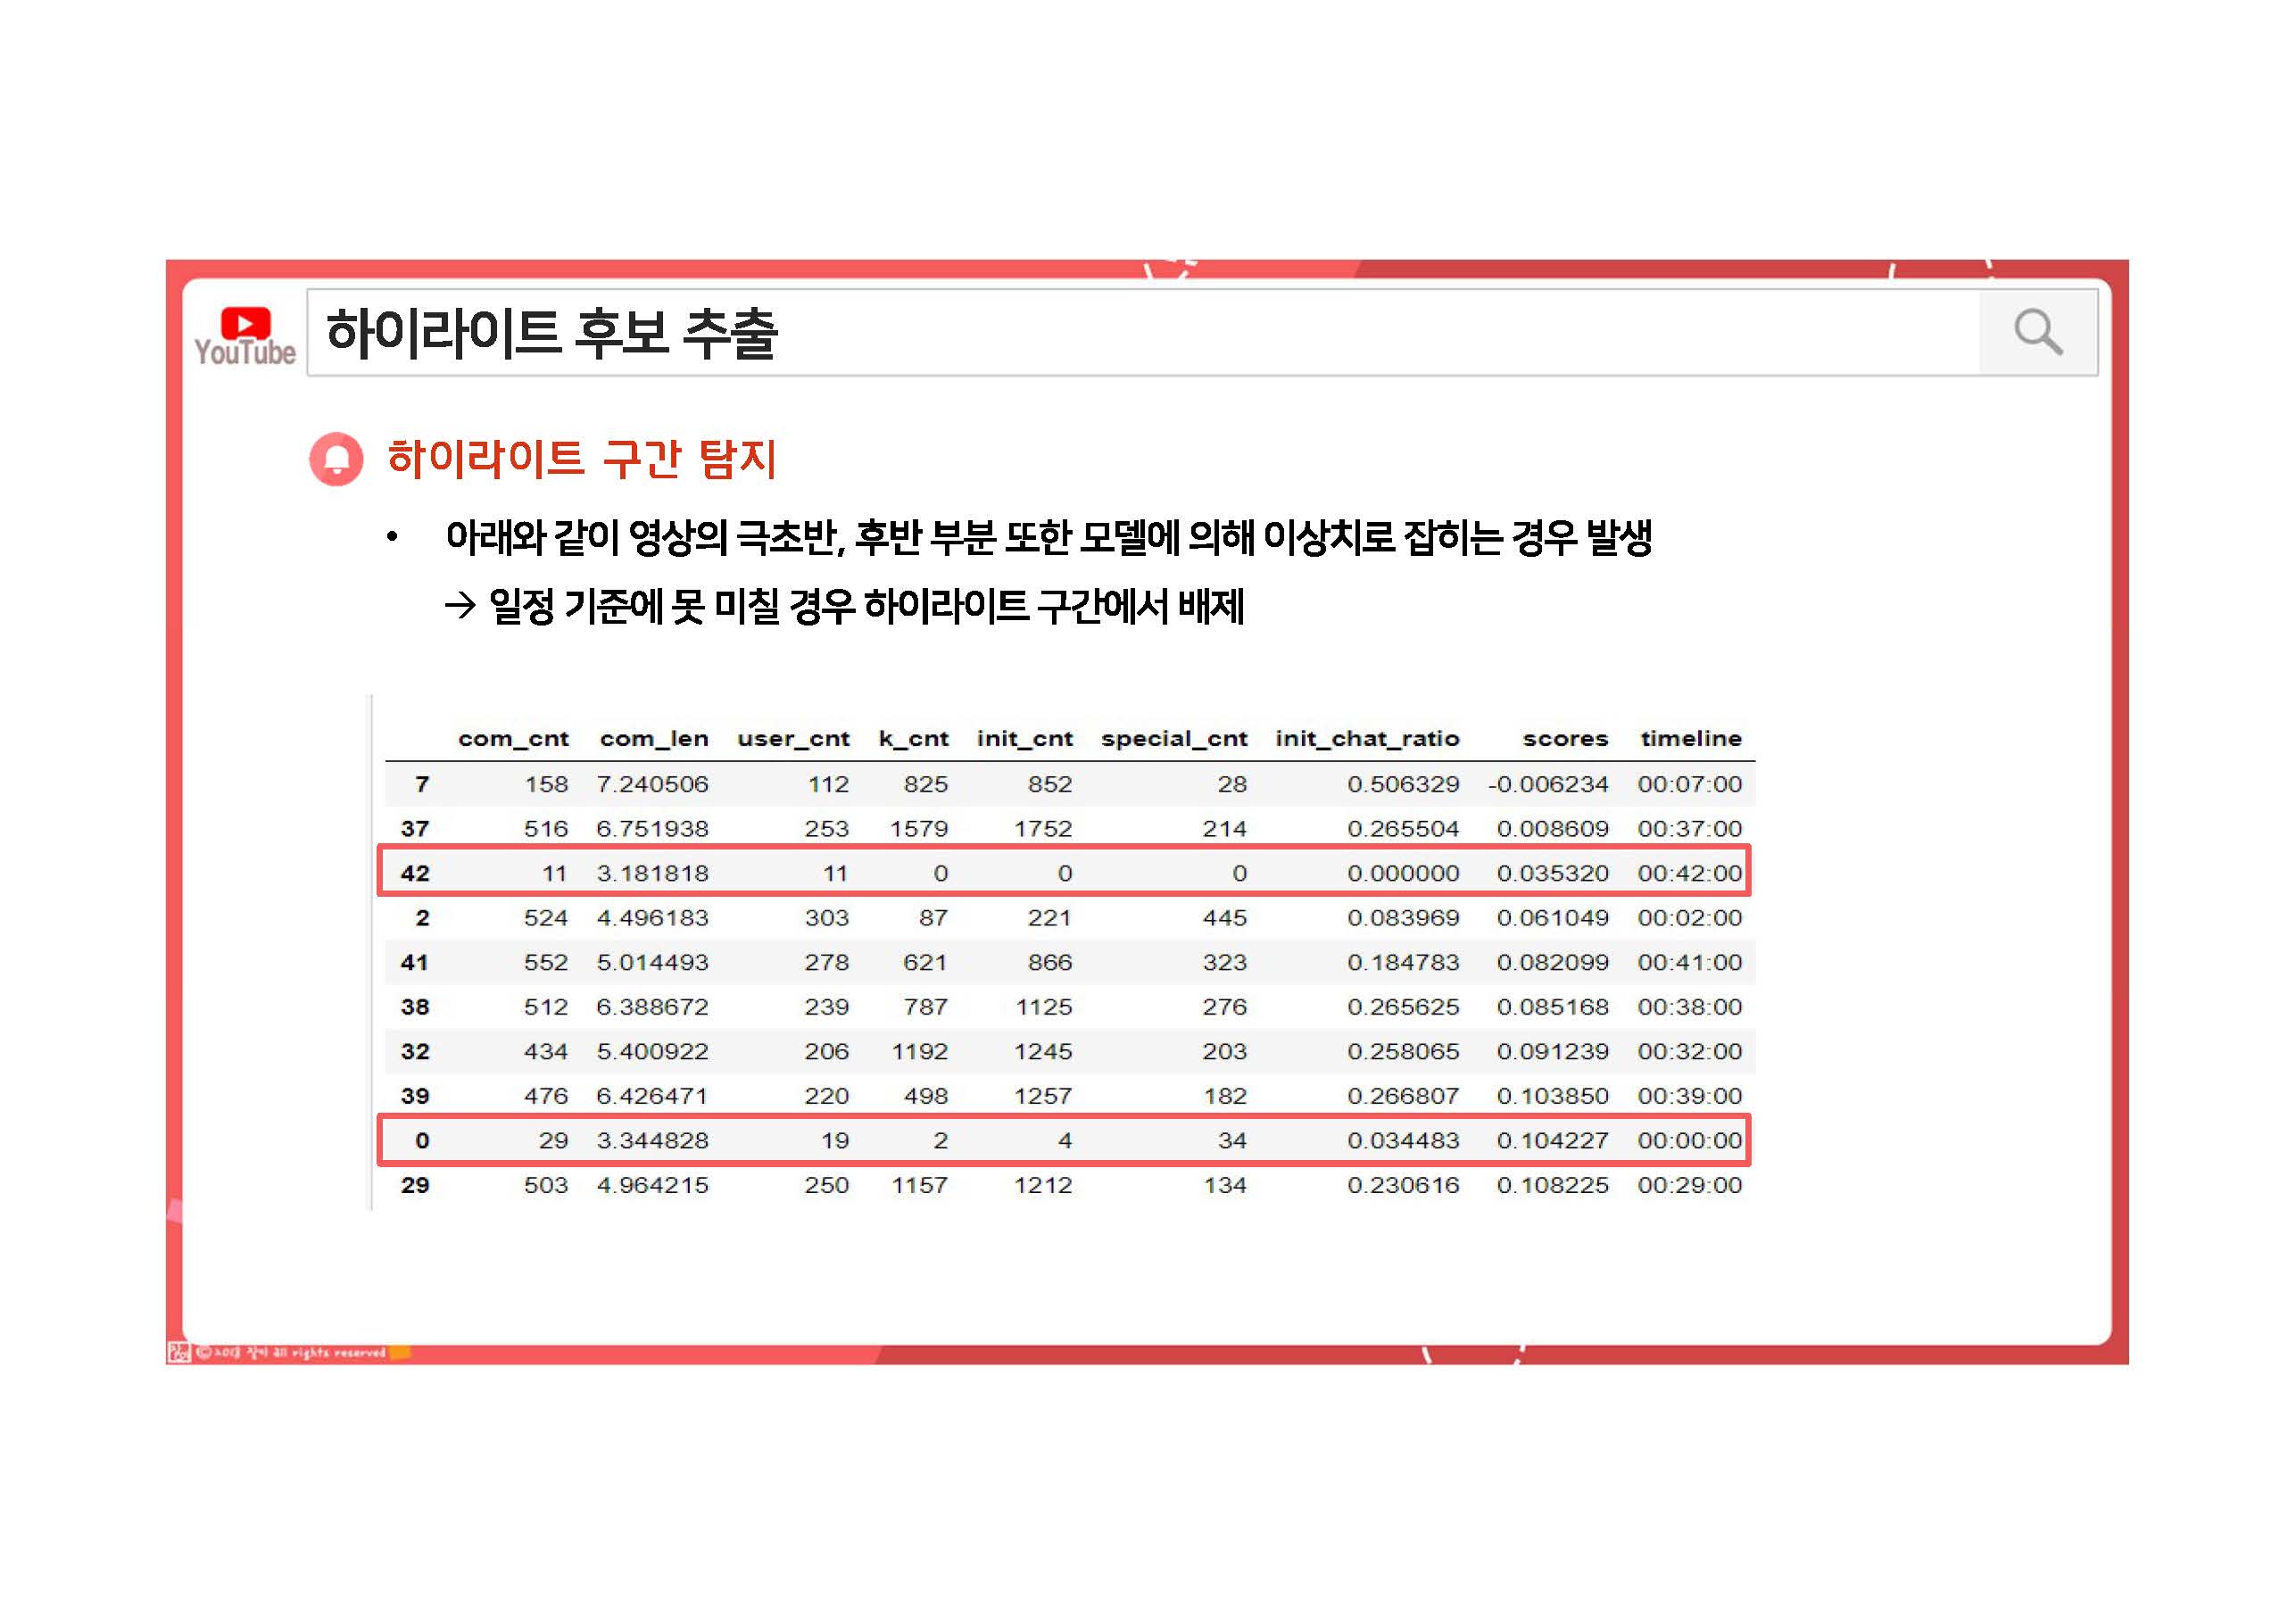 YouTube
하이라이트 후보 추출
하이라이트 구간 탐지
• 아래와 같이 영상의 극초반, 후반 부분 또한 모델에 의해 이상치로 잡히는 경우 발생
→ 일정 기준에 못 미칠 경우 하이라이트 구간에서 배제
com_cnt com_len user_cnt k_cnt init_cnt special_cnt init_chat_ratio scores timeline
7 158 7.240506 112 825 852 28 0.506329 -0.006234 00:07:00
37 516 6.751938 253 1579 1752 214 0.265504 0.008609 00:37:00
42 11 3.181818 11 0 0 0 0.000000 0.035320 00:42:00
2 524 4.496183 303 87 221 445 0.083969 0.061049 00:02:00
41 552 5.014493 278 621 866 323 0.184783 0.082099 00:41:00
38 512 6.388672 239 787 1125 276 0.265625 0.085168 00:38:00
32 434 5.400922 206 1192 1245 203 0.258065 0.091239 00:32:00
39 476 6.426471 220 498 1257 182 0.266807 0.103850 00:39:00
0 29 3.344828 19 2 4 34 0.034483 0.104227 00:00:00
29 503 4.964215 250 1157 1212 134 0.230616 0.108225 00:29:00
all rights reserved